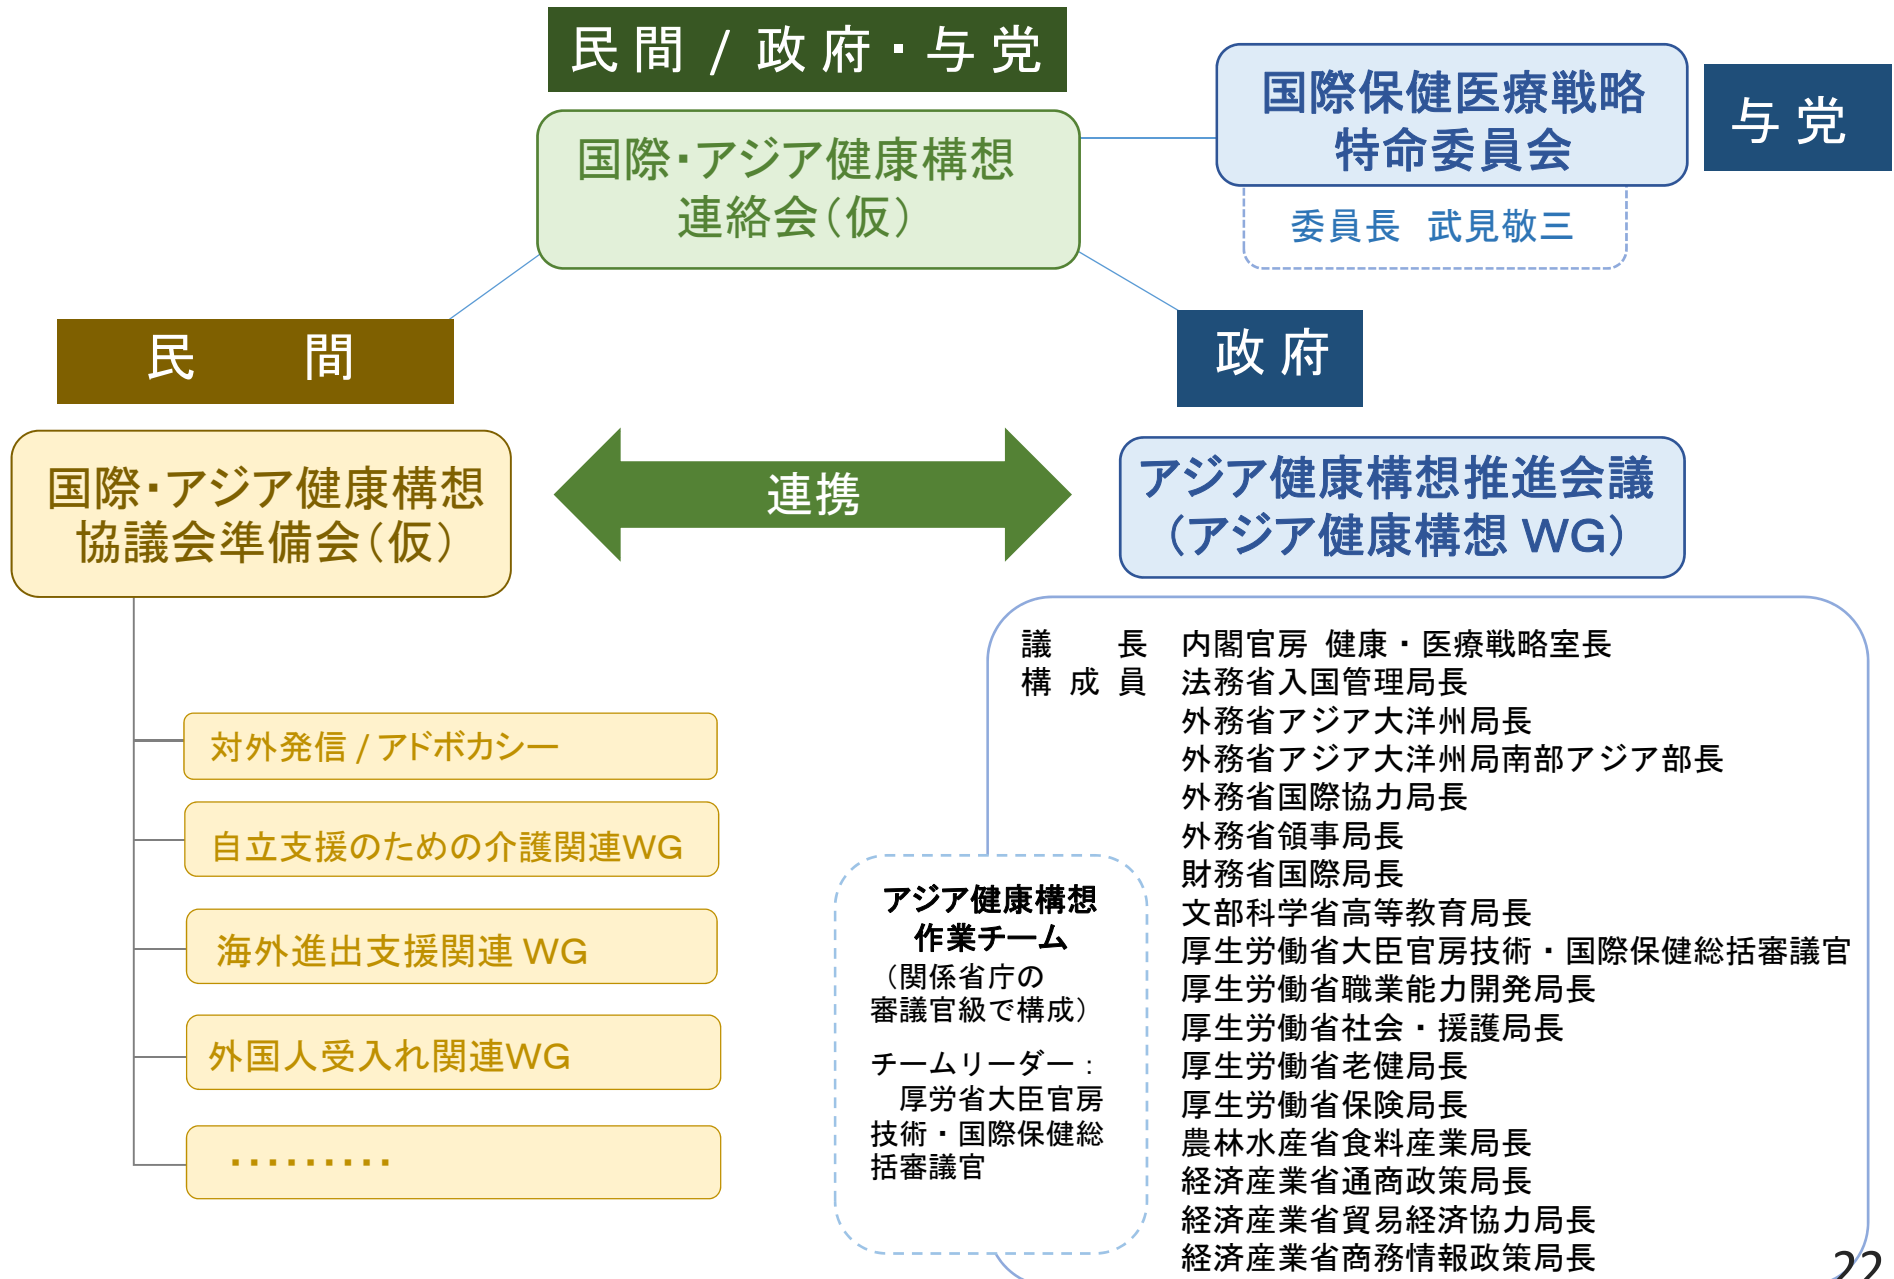 民間 / 政府・与党
国際・アジア健康構想
連絡会（仮）
国際保健医療戦略
特命委員会
与党
委員長　武見敬三
民　間
政府
国際・アジア健康構想
協議会準備会（仮）
連携
アジア健康構想推進会議
（アジア健康構想 WG）
対外発信 / アドボカシー
自立支援のための介護関連WG
海外進出支援関連 WG
外国人受入れ関連WG
・・・・・・・・・
アジア健康構想
作業チーム
（関係省庁の
審議官級で構成）
チームリーダー：
厚労省大臣官房
技術・国際保健総
括審議官
議　長　内閣官房 健康・医療戦略室長
構成員　法務省入国管理局長
外務省アジア大洋州局長
外務省アジア大洋州局南部アジア部長
外務省国際協力局長
外務省領事局長
財務省国際局長
文部科学省高等教育局長
厚生労働省大臣官房技術・国際保健総括審議官
厚生労働省職業能力開発局長
厚生労働省社会・援護局長
厚生労働省老健局長
厚生労働省保険局長
農林水産省食料産業局長
経済産業省通商政策局長
経済産業省貿易経済協力局長
経済産業省商務情報政策局長
22